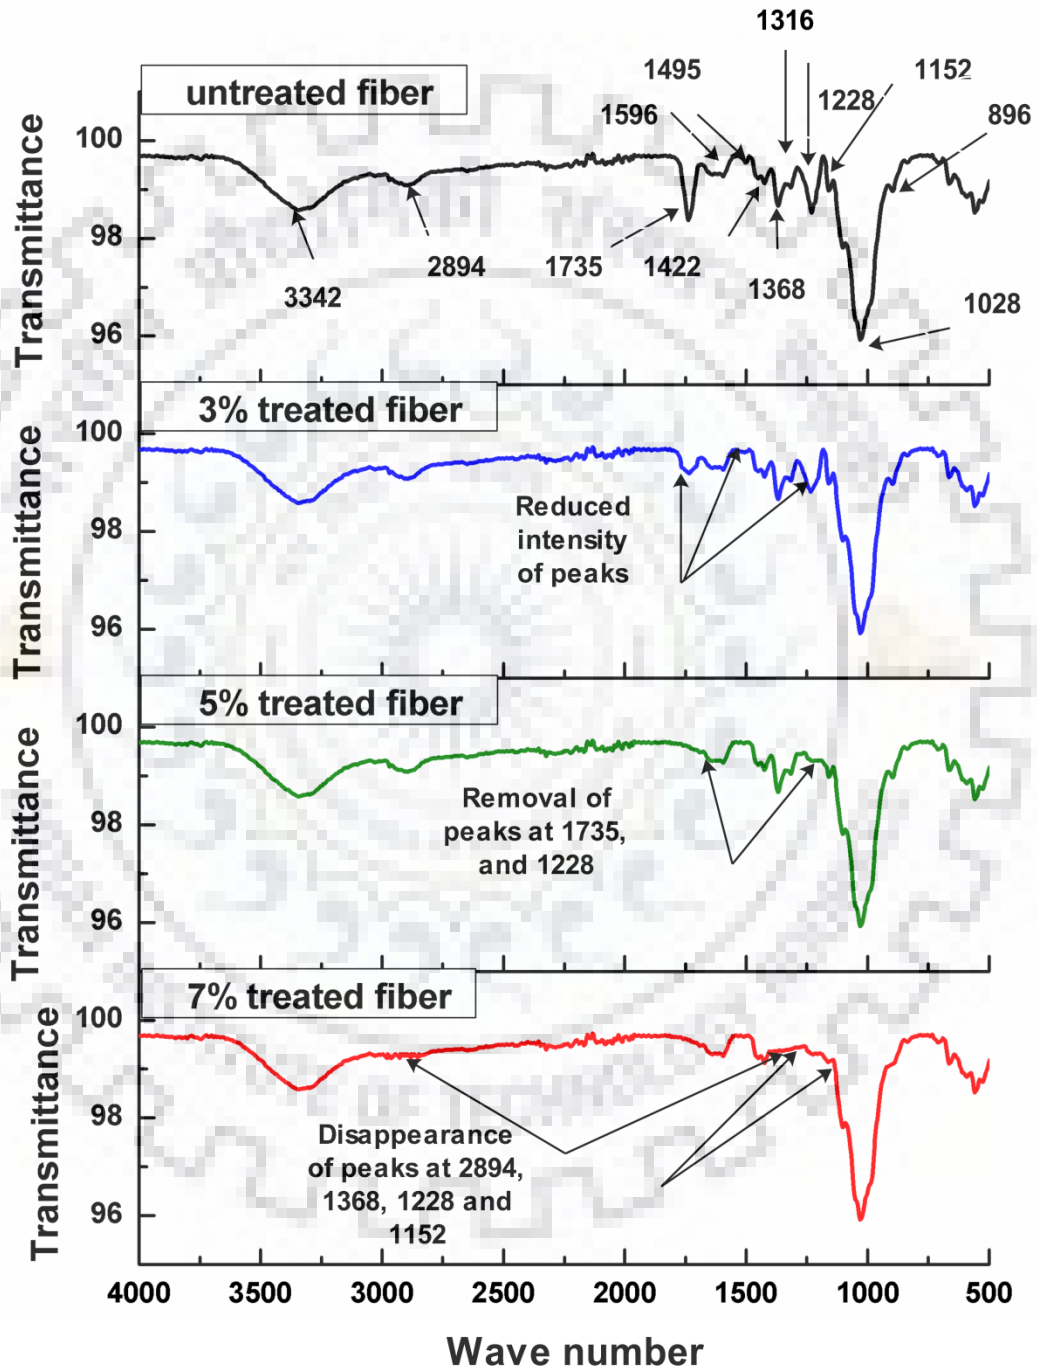 1316
1495
1152
untreated fiber
1596
1228
896
100
98
96
Transmittance
3342
2894
1735
1422
1368
1028
3% treated fiber
100
98
96
Transmittance
Reduced
intensity
of peaks
5% treated fiber
100
98
96
Transmittance
Removal of
peaks at 1735,
and 1228
7% treated fiber
100
98
96
Transmittance
Disappearance
of peaks at 2894,
1368, 1228 and
1152
4000 3500 3000 2500 2000 1500 1000 500
Wave number